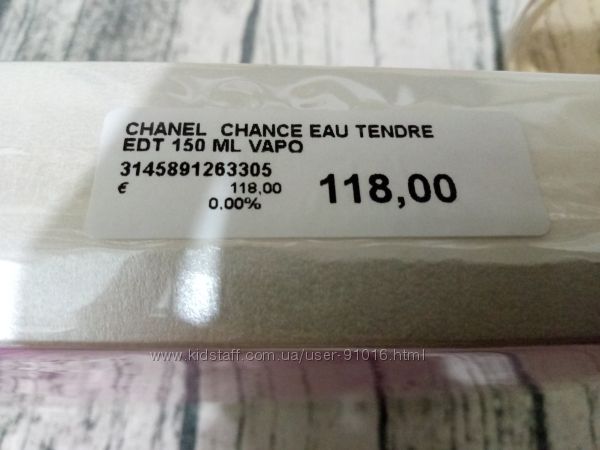 CHANEL CHANCE EAU TENDRE
EDT 150 ML VAPO
3145891263305
€ 118,00 118,00
0.00%
www.kidstaff.com.ua/user-91016.html